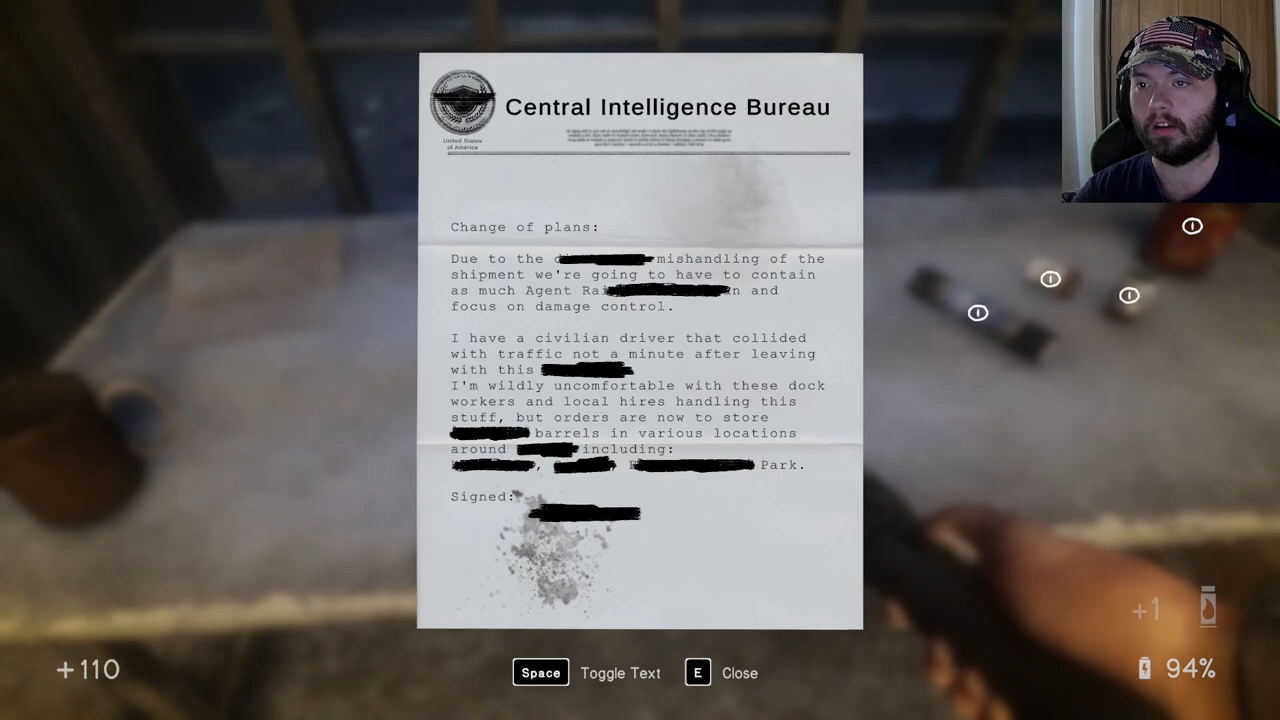 Central Intelligence Bureau
United States
of America
Change of plans:
Due to the mishandling of the
shipment we're going to have to contain
as much Agent and
focus on damage control.
I have a civilian driver that collided
with traffic not a minute after leaving
with this
I'm wildly uncomfortable with these dock
workers and local hires handling this
stuff, but orders are now to store
barrels in various locations
around including:
, , Park.
Signed:
+1
+110
94%
Space Toggle Text E Close